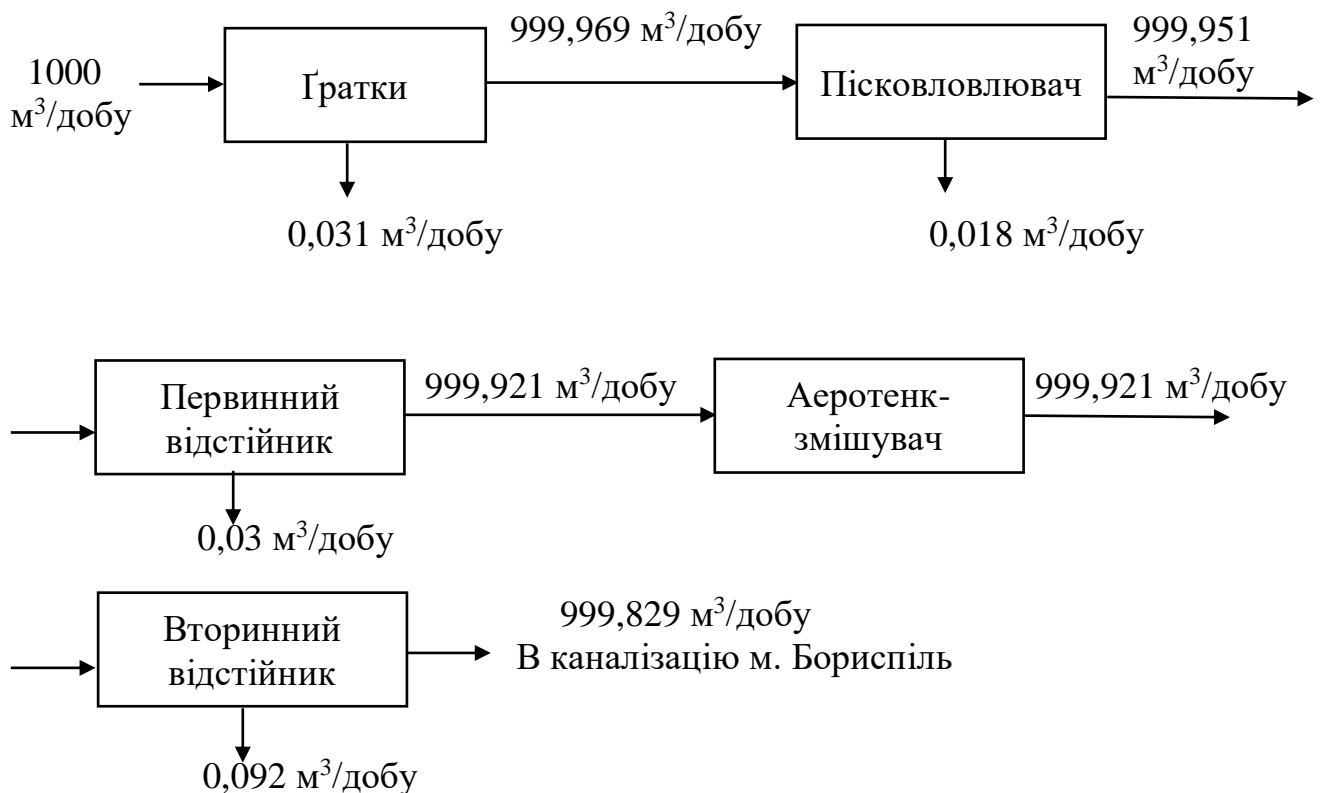 1000
м³/добу
Ґратки
999,969 м³/добу
Пісковловлювач
999,951
м³/добу
0,031 м³/добу
0,018 м³/добу
Первинний
відстійник
999,921 м³/добу
Аеротенк-
змішувач
999,921 м³/добу
0,03 м³/добу
Вторинний
відстійник
999,829 м³/добу
В каналізацію м. Бориспіль
0,092 м³/добу